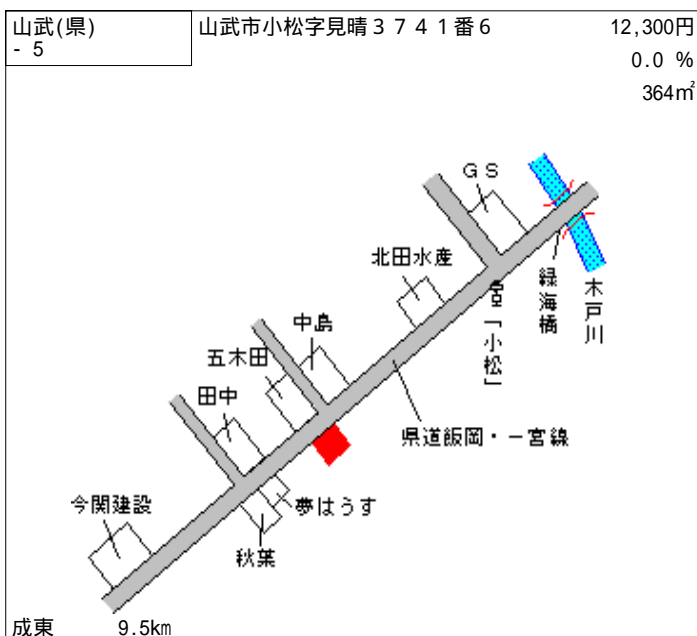 山武(県)
- 5
山武市小松字見晴３７４１番６
12,300円
0.0 %
364㎡
ＧＳ
北田水産
緑海橋
木戸川
「小松」
中島
五木田
田中
県道飯岡・一宮線
夢はうす
今関建設
秋葉
成東 9.5km